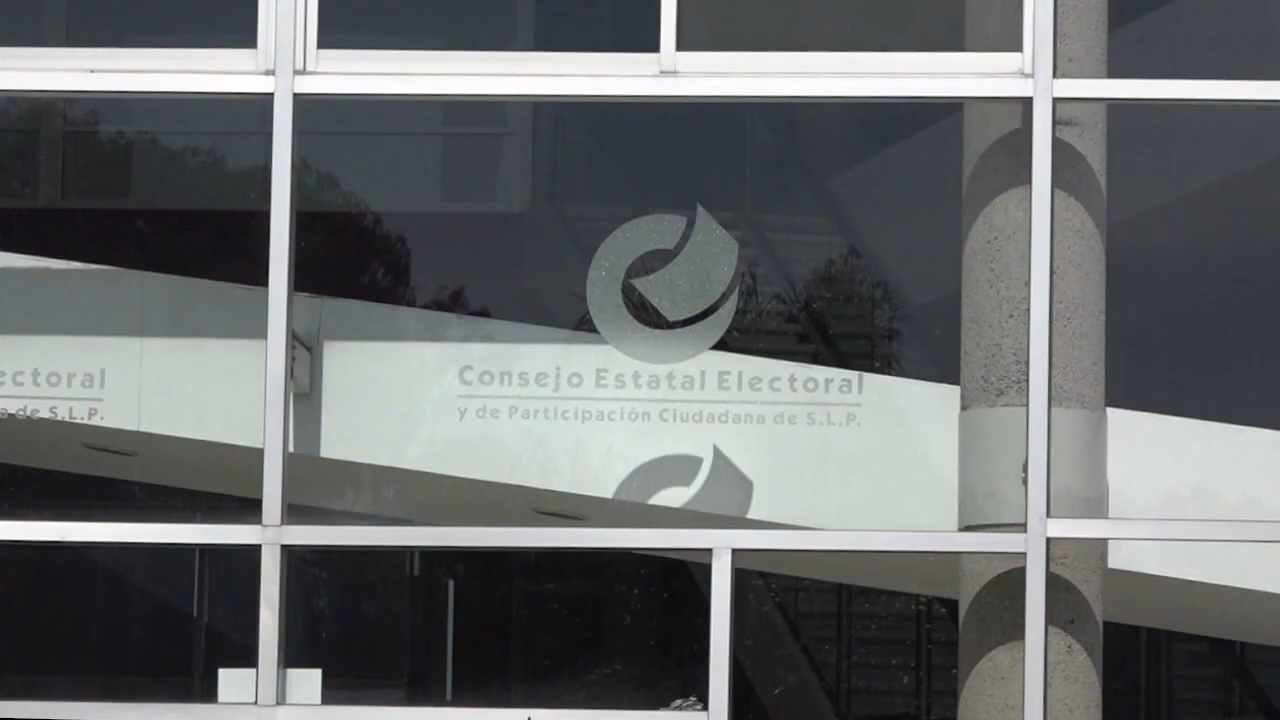 Consejo Estatal Electoral
y de Participación Ciudadana de S.L.P.
ectoral
a de S.L.P.